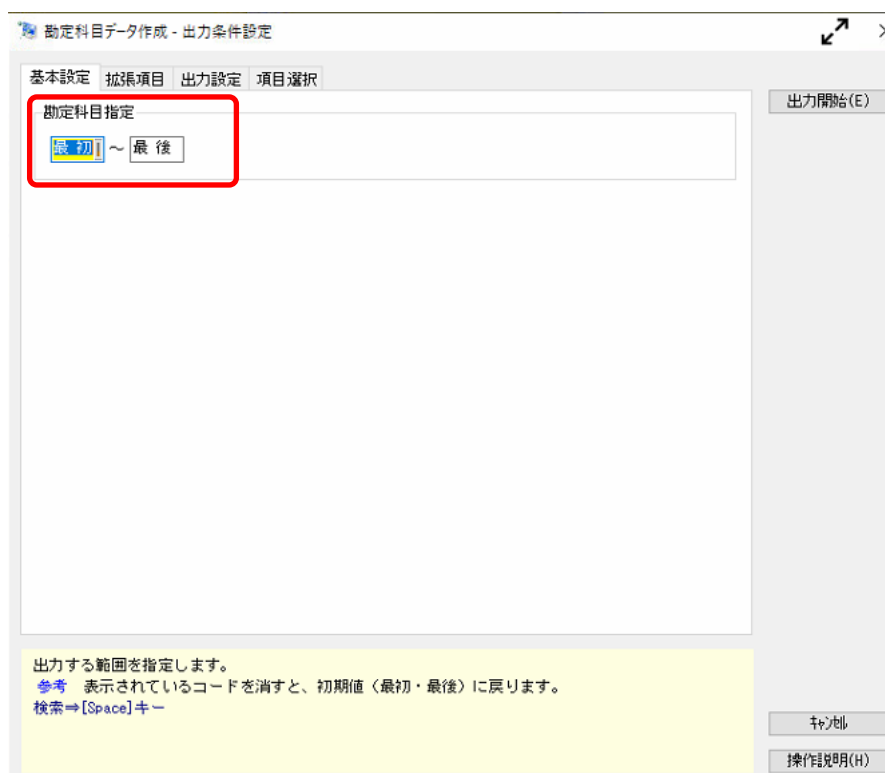 勘定科目データ作成 - 出力条件設定
基本設定 拡張項目 出力設定 項目選択
出力開始(E)
勘定科目指定
最 初 ～ 最 後
出力する範囲を指定します。
参考 表示されているコードを消すと、初期値（最初・最後）に戻ります。
検索⇒[Space]キー
ｷｬﾝｾﾙ
操作説明(H)